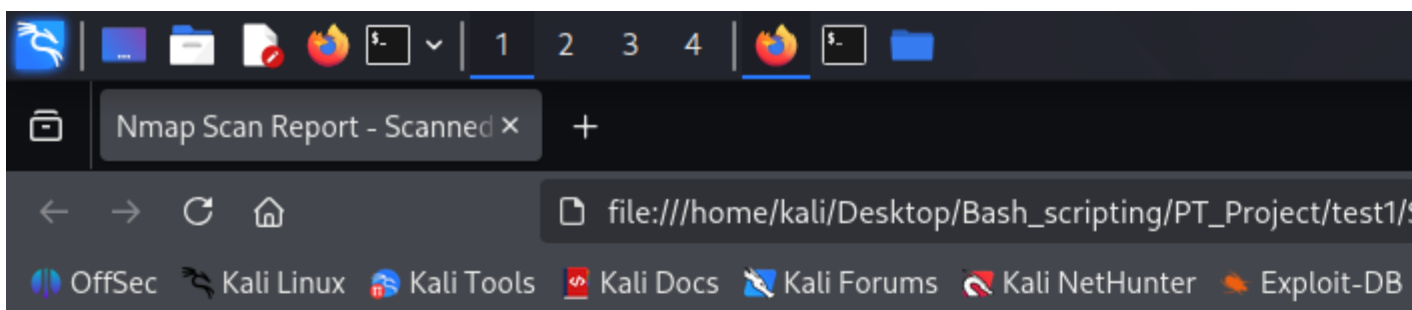 1 2 3 4
Nmap Scan Report - Scanned
file:///home/kali/Desktop/Bash_scripting/PT_Project/test1/
OffSec Kali Linux Kali Tools Kali Docs Kali Forums Kali NetHunter Exploit-DB